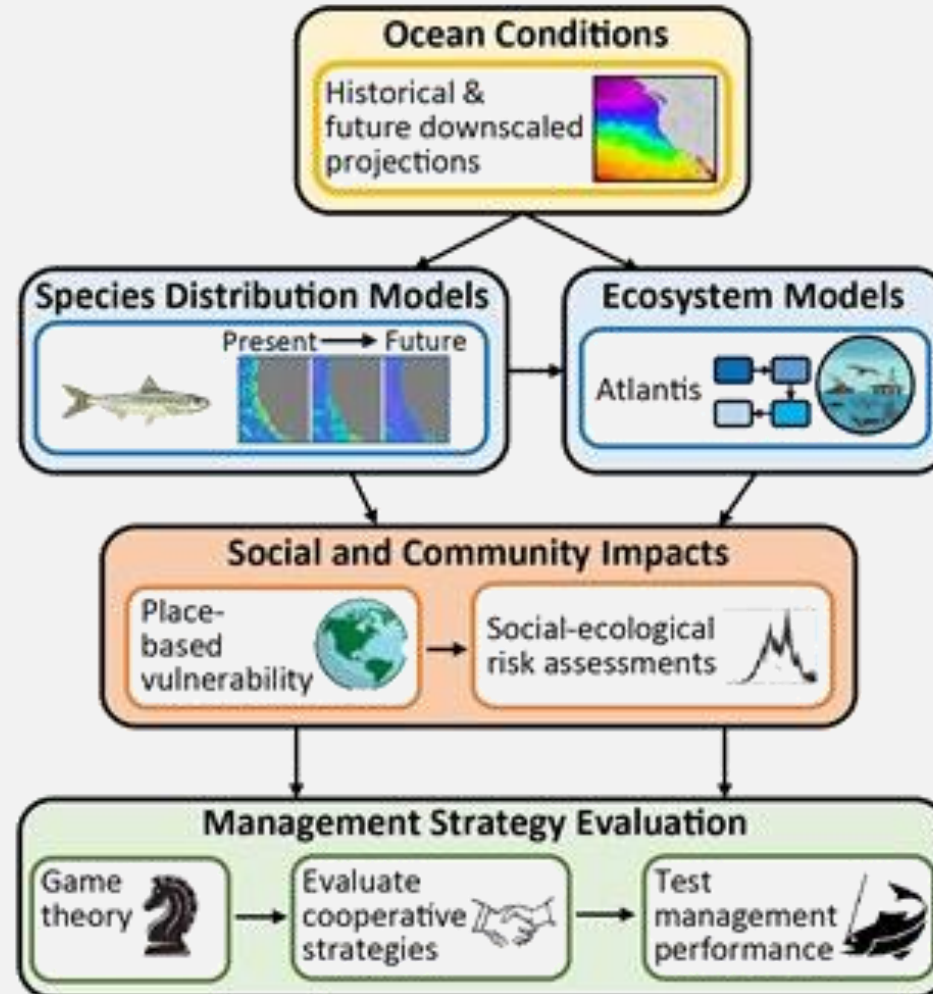 Ocean Conditions
Historical &
future downscaled
projections
Species Distribution Models
Present Future
Ecosystem Models
Atlantis
Social and Community Impacts
Place-
based
vulnerability
Social-ecological
risk assessments
Management Strategy Evaluation
Game
theory
Evaluate
cooperative
strategies
Test
management
performance